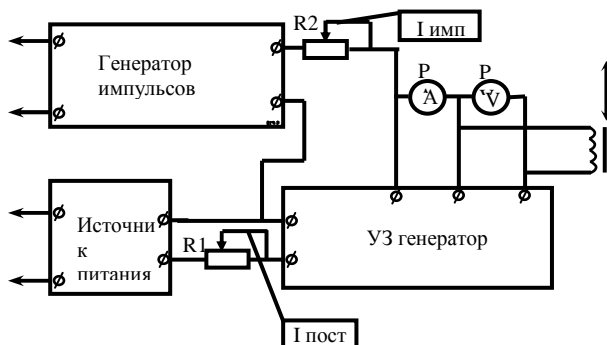 R2
I имп
Генератор
импульсов
P
P
A
V
Источни
к
питания
R1
УЗ генератор
I пост